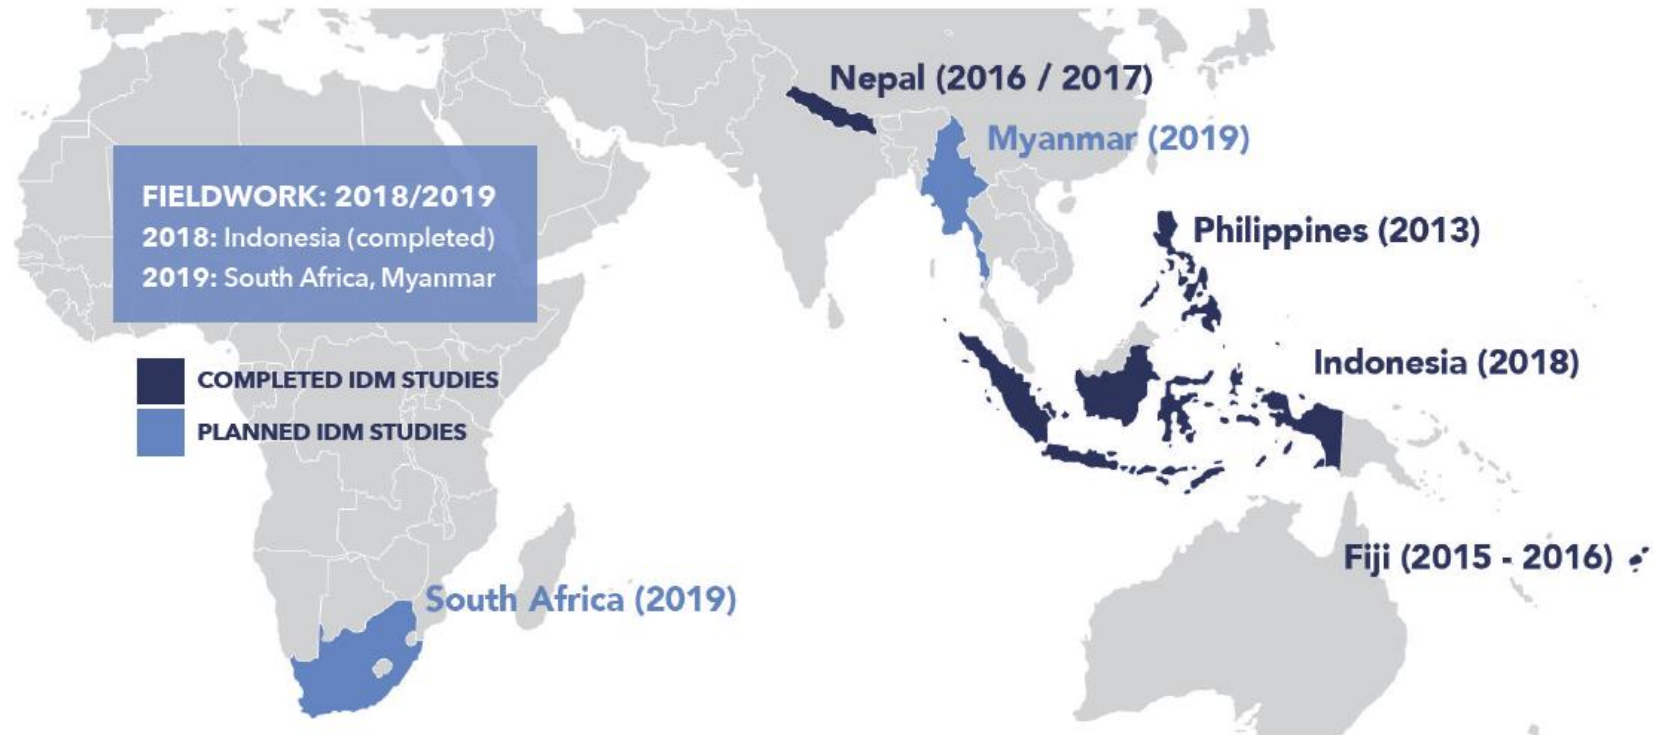 Nepal (2016 / 2017)
Myanmar (2019)
FIELDWORK: 2018/2019
2018: Indonesia (completed)
2019: South Africa, Myanmar
Philippines (2013)
Indonesia (2018)
COMPLETED IDM STUDIES
PLANNED IDM STUDIES
Fiji (2015 - 2016)
South Africa (2019)